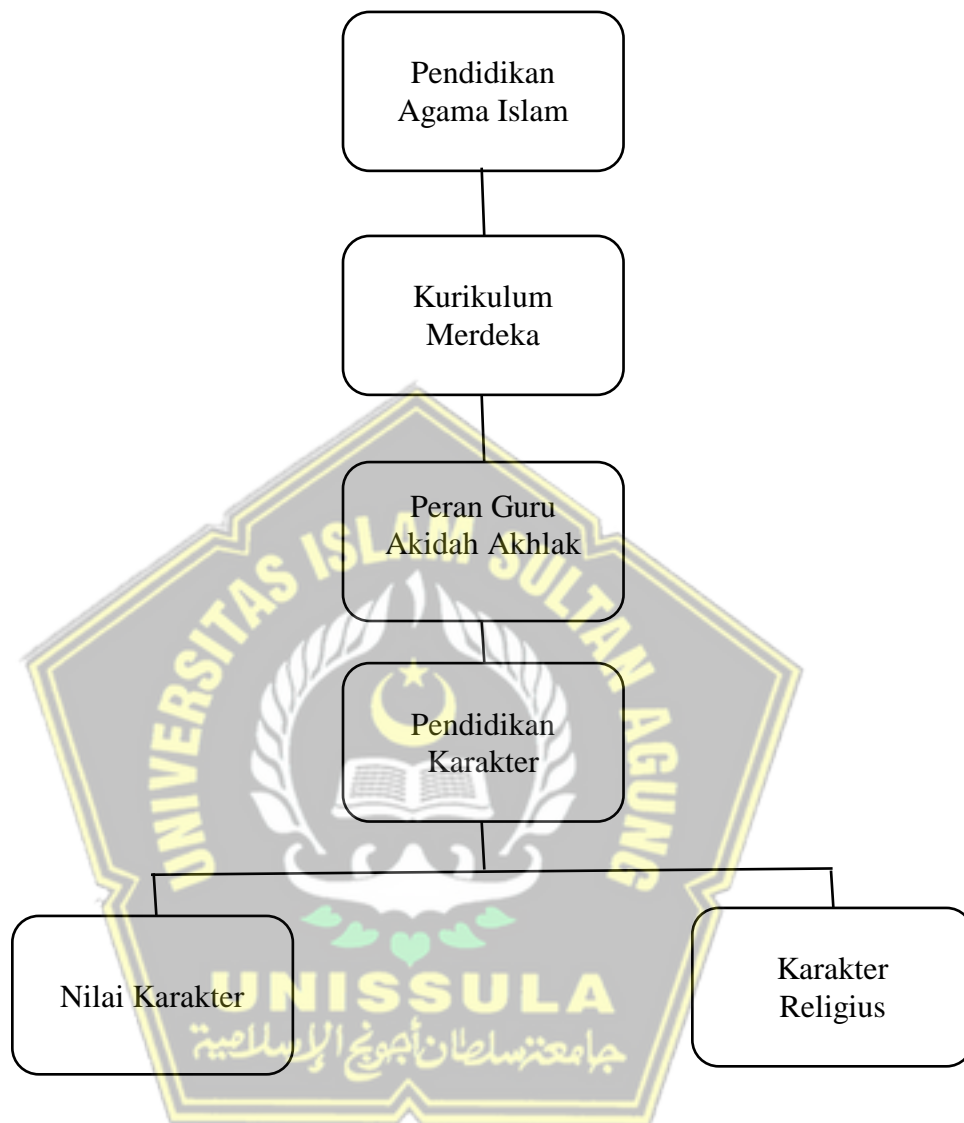 Pendidikan
Agama Islam
Kurikulum
Merdeka
Peran Guru
Akidah Akhlak
UNIVERSITAS ISLAM SULTAN AGUNG
Pendidikan
Karakter
Nilai Karakter
Karakter
Religius
UNISSULA
جامعة سلطان أجونج الإسلامية